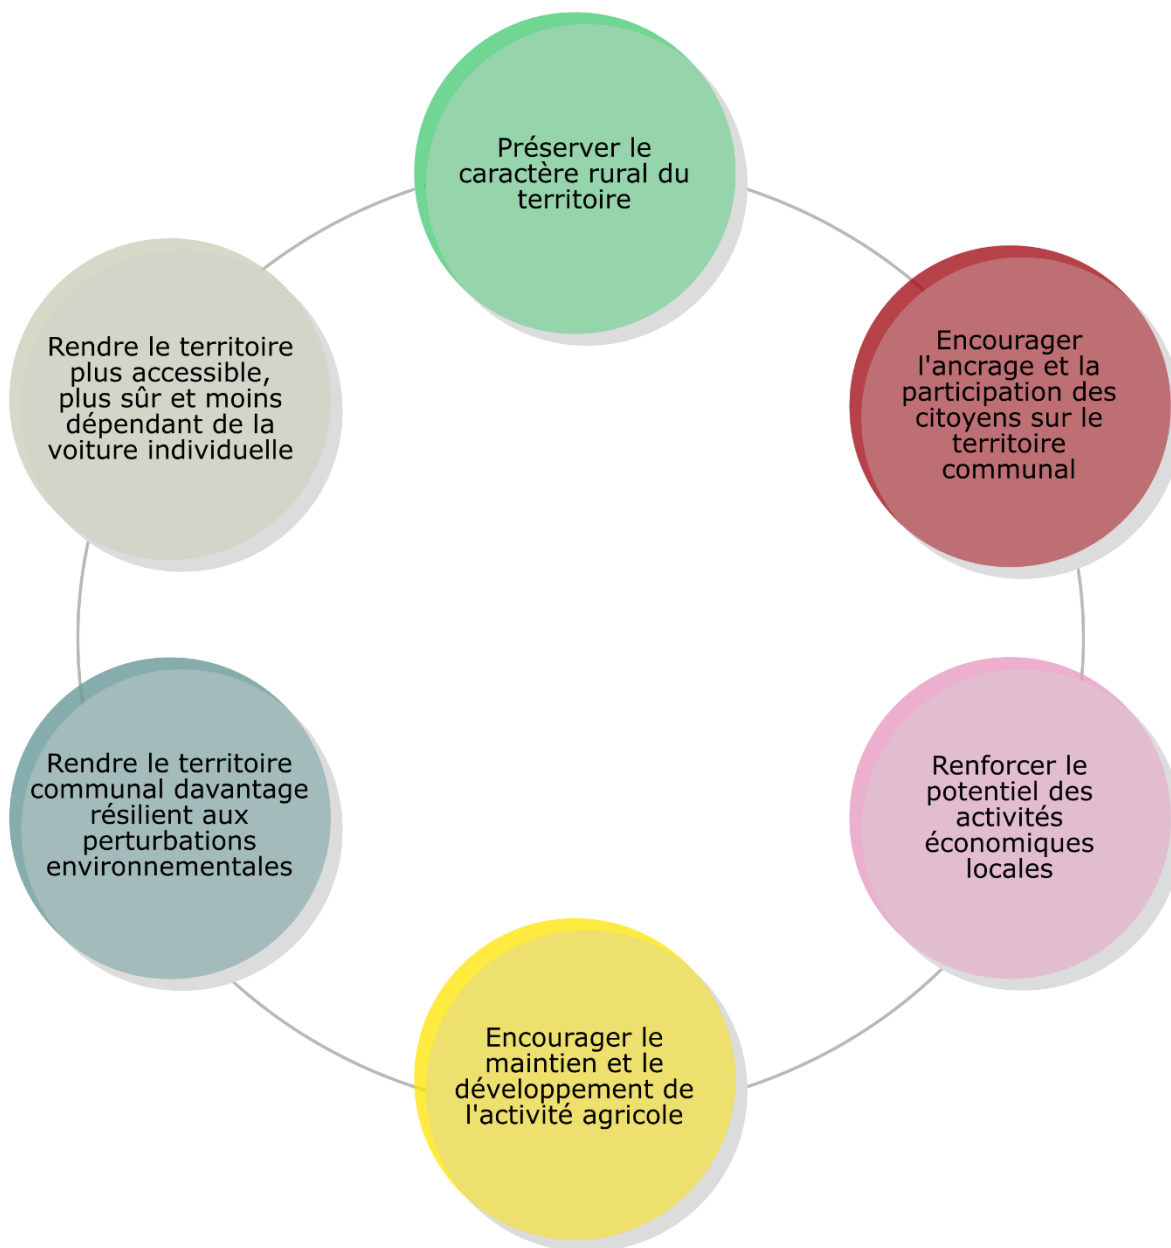 Préserver le
caractère rural du
territoire
Encourager
l'ancrage et la
participation des
citoyens sur le
territoire
communal
Renforcer le
potentiel des
activités
économiques
locales
Encourager le
maintien et le
développement de
l'activité agricole
Rendre le territoire
communal davantage
résilient aux
perturbations
environnementales
Rendre le territoire
plus accessible,
plus sûr et moins
dépendant de la
voiture individuelle